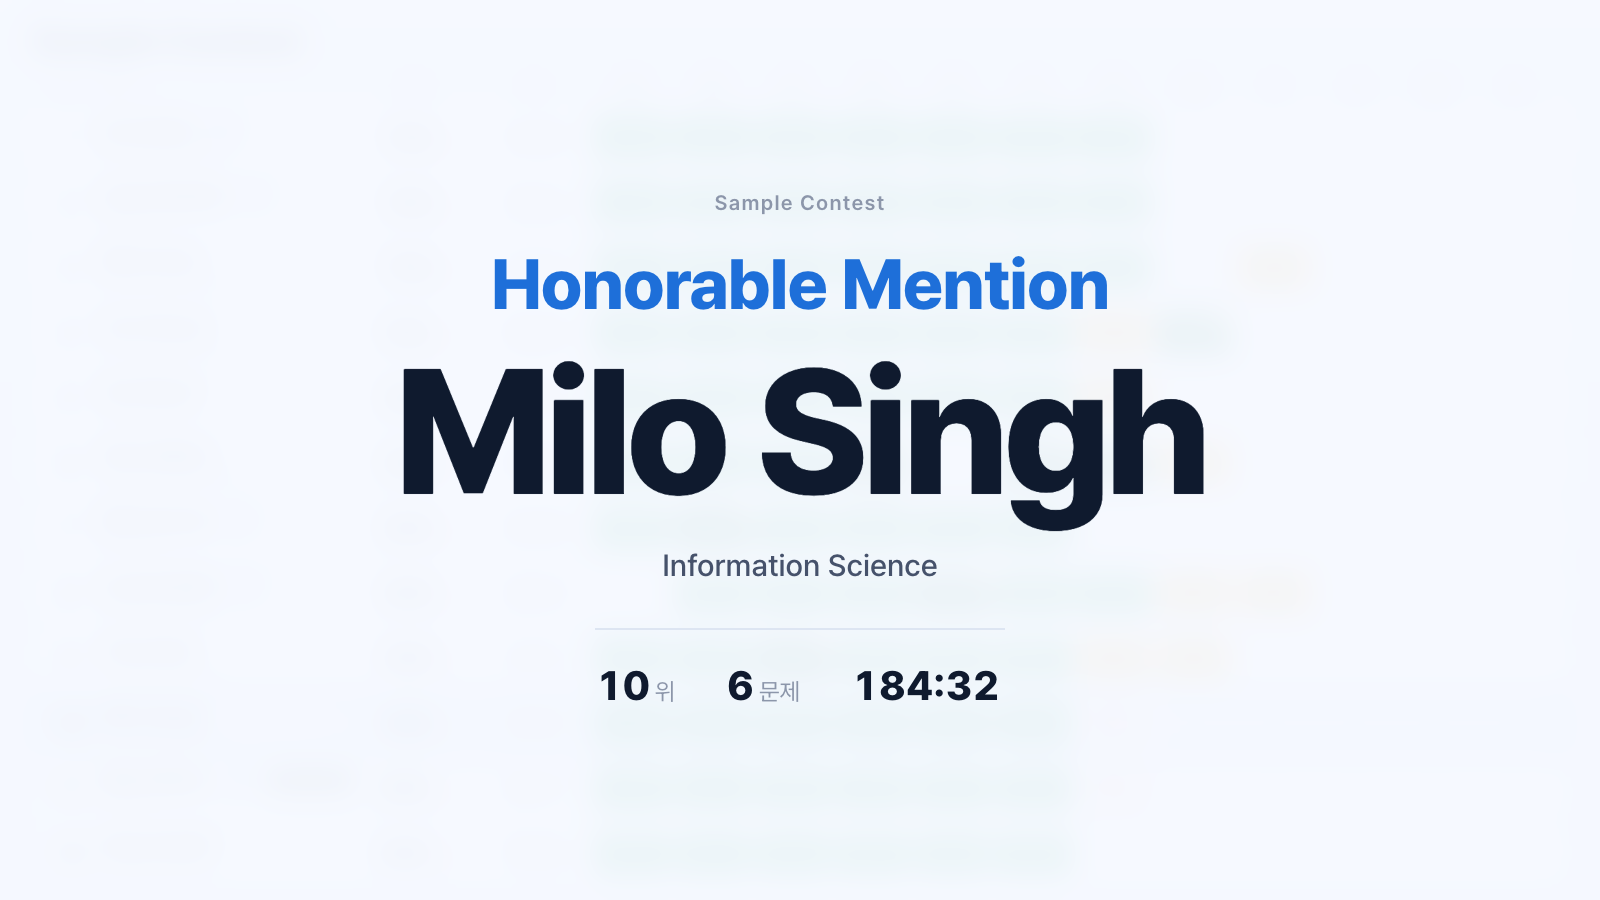 Sample Contest
Honorable Mention
Milo Singh
Information Science
10 위 6 문제 184:32